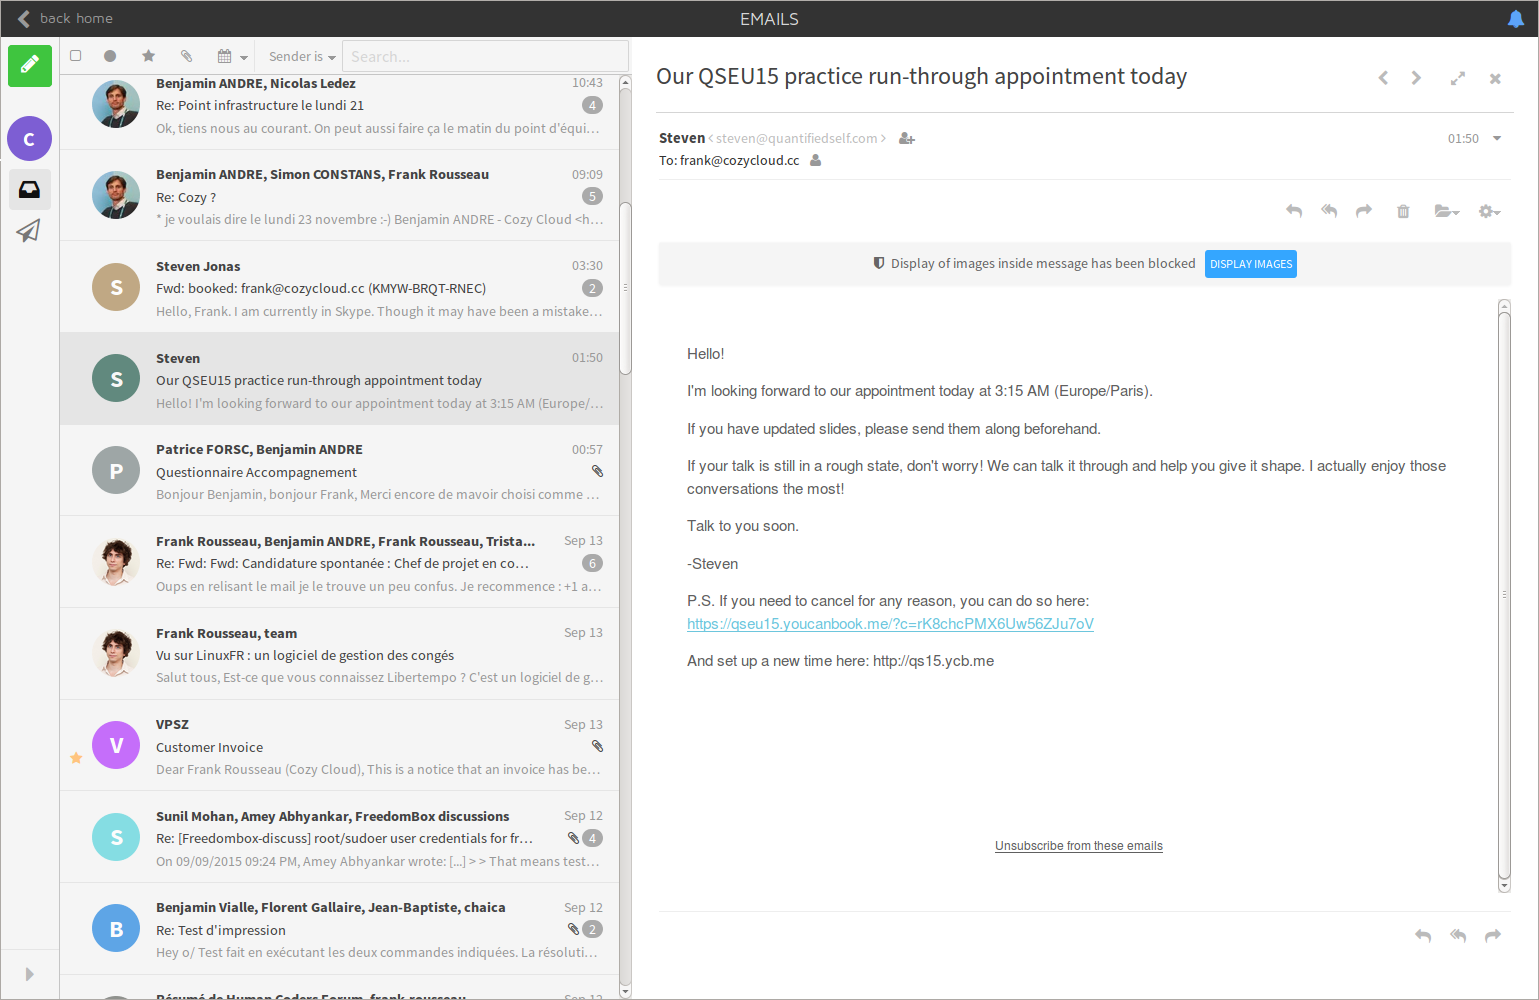 back home
EMAILS
Sender is
Search...
Benjamin ANDRE, Nicolas Ledez
10:43
Re: Point infrastructure le lundi 21
4
Ok, tiens nous au courant. On peut aussi faire ça le matin du point d'équi...
C
Benjamin ANDRE, Simon CONSTANS, Frank Rousseau
09:09
Re: Cozy ?
5
* je voulais dire le lundi 23 novembre :-) Benjamin ANDRE - Cozy Cloud <h...
S
Steven Jonas
03:30
Fwd: booked: frank@cozycloud.cc (KMYW-BRQT-RNEC)
2
Hello, Frank. I am currently in Skype. Though it may have been a mistake...
S
Steven
01:50
Our QSEU15 practice run-through appointment today
Hello! I'm looking forward to our appointment today at 3:15 AM (Europe/...
P
Patrice FORSC, Benjamin ANDRE
00:57
Questionnaire Accompagnement
Bonjour Benjamin, bonjour Frank, Merci encore de mavoir choisi comme ...
Frank Rousseau, Benjamin ANDRE, Frank Rousseau, Trista...
Sep 13
Re: Fwd: Fwd: Candidature spontanée : Chef de projet en co...
6
Oups en relisant le mail je le trouve un peu confus. Je recommence : +1 a...
Frank Rousseau, team
Sep 13
Vu sur LinuxFR : un logiciel de gestion des congés
Salut tous, Est-ce que vous connaissez Libertempo ? C'est un logiciel de g...
V
VPSZ
Sep 13
Customer Invoice
Dear Frank Rousseau (Cozy Cloud), This is a notice that an invoice has be...
S
Sunil Mohan, Amey Abhyankar, FreedomBox discussions
Sep 12
Re: [Freedombox-discuss] root/sudoer user credentials for fr...
4
On 09/09/2015 09:24 PM, Amey Abhyankar wrote: [...] > > That means test...
B
Benjamin Vialle, Florent Gallaire, Jean-Baptiste, chaica
Sep 12
Re: Test d'impression
2
Hey o/ Test fait en exécutant les deux commandes indiquées. La résoluti...
Résumé de Human Coders Forum, frank.rousseau
Sep 12
Our QSEU15 practice run-through appointment today
Steven < steven@quantifiedself.com >
01:50
To: frank@cozycloud.cc
Display of images inside message has been blocked
DISPLAY IMAGES
Hello!
I'm looking forward to our appointment today at 3:15 AM (Europe/Paris).
If you have updated slides, please send them along beforehand.
If your talk is still in a rough state, don't worry! We can talk it through and help you give it shape. I actually enjoy those
conversations the most!
Talk to you soon.
-Steven
P.S. If you need to cancel for any reason, you can do so here:
https://qseu15.youcanbook.me/?c=rK8chcPMX6Uw56ZJu7oV
And set up a new time here: http://qs15.ycb.me
Unsubscribe from these emails